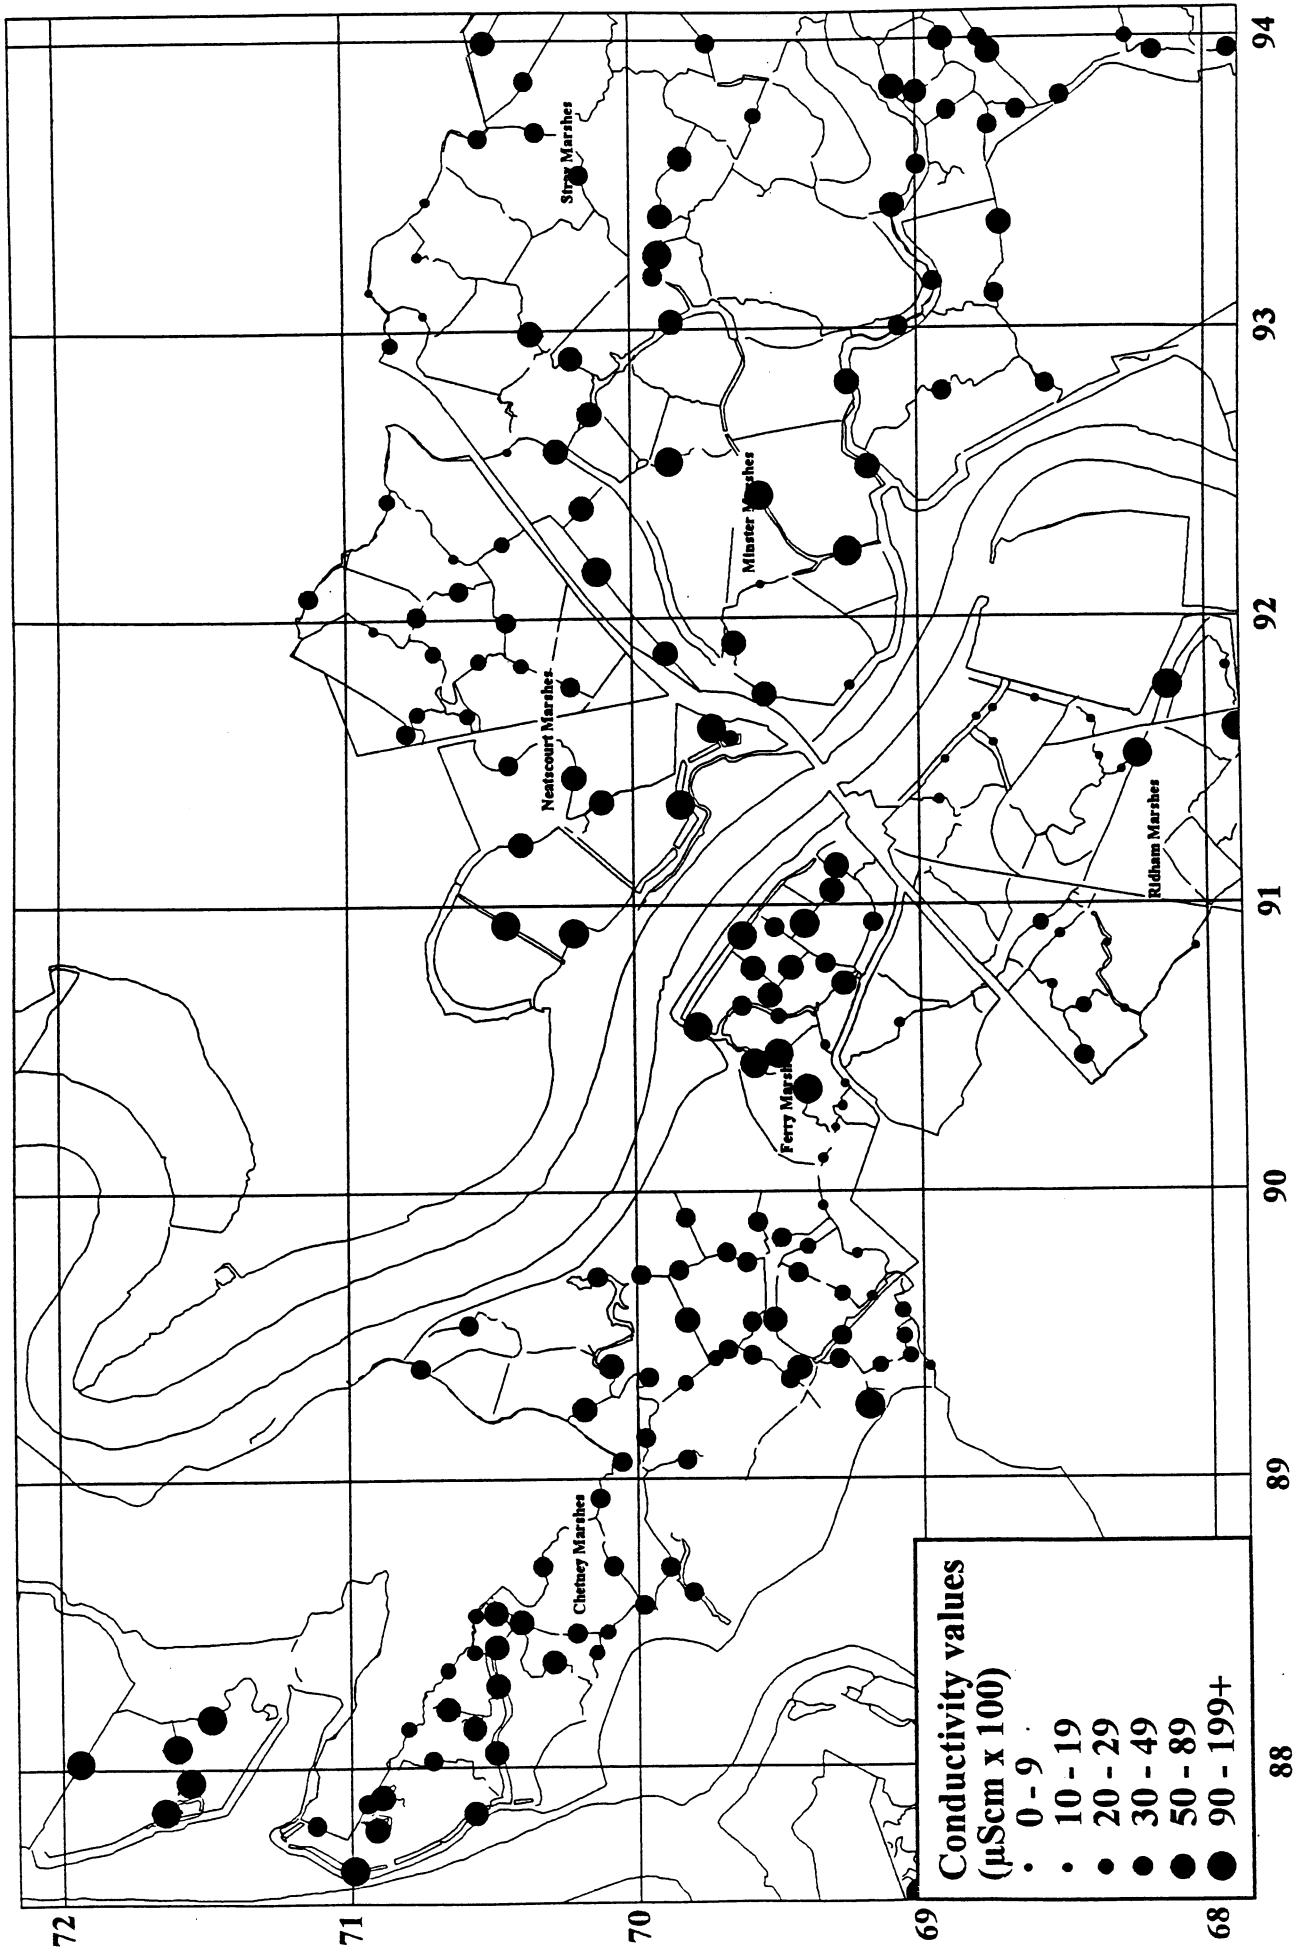 72
71
70
69
68
88
89
90
91
92
93
94
Stray Marshes
Minster Marshes
Neatscourt Marshes
Ridham Marshes
Ferry Marsh
Chetney Marshes
Conductivity values
(µScm x 100)
0 - 9
10 - 19
20 - 29
30 - 49
50 - 89
90 - 199+